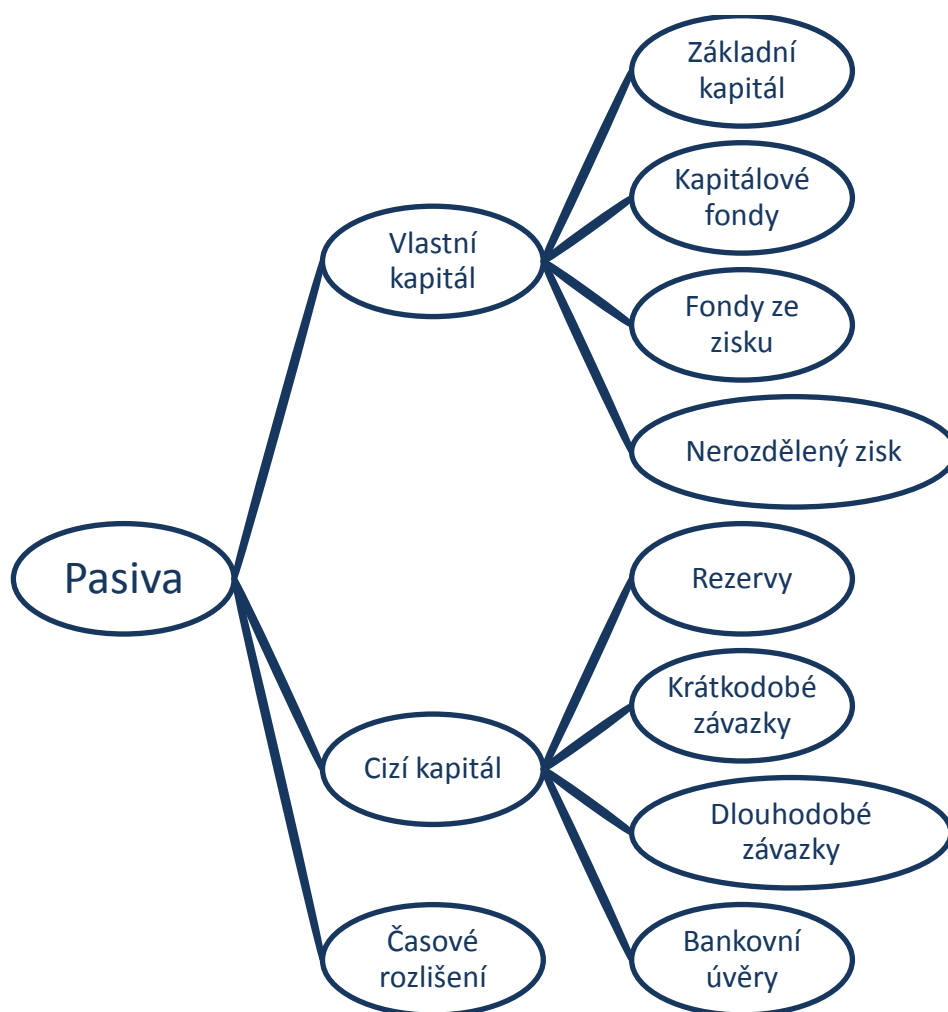 Pasiva
Vlastní
kapitál
Základní
kapitál
Kapitálové
fondy
Fondy ze
zisku
Nerozdělený zisk
Cizí kapitál
Rezervy
Krátkodobé
závazky
Dlouhodobé
závazky
Bankovní
úvěry
Časové
rozlišení